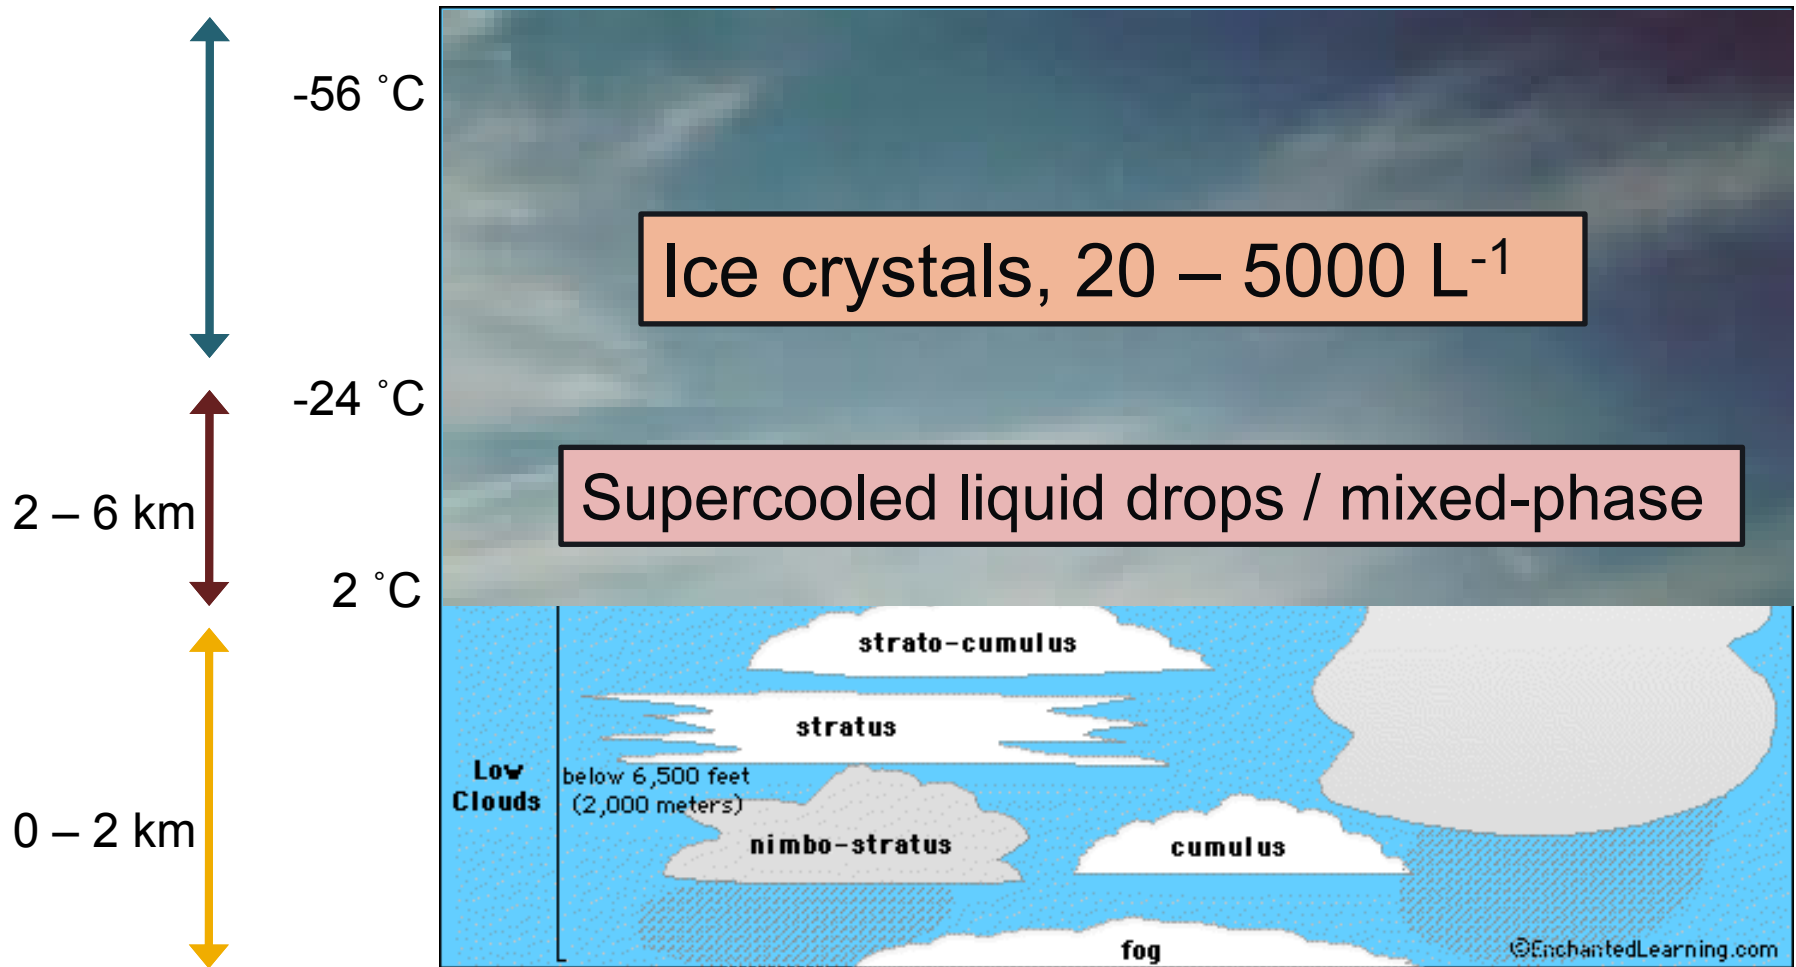 -56 ˚C
Ice crystals, 20 – 5000 L⁻¹
-24 ˚C
Supercooled liquid drops / mixed-phase
2 – 6 km
2 ˚C
strato-cumulus
stratus
Low
Clouds
below 6,500 feet
(2,000 meters)
0 – 2 km
nimbo-stratus
cumulus
fog
©EnchantedLearning.com